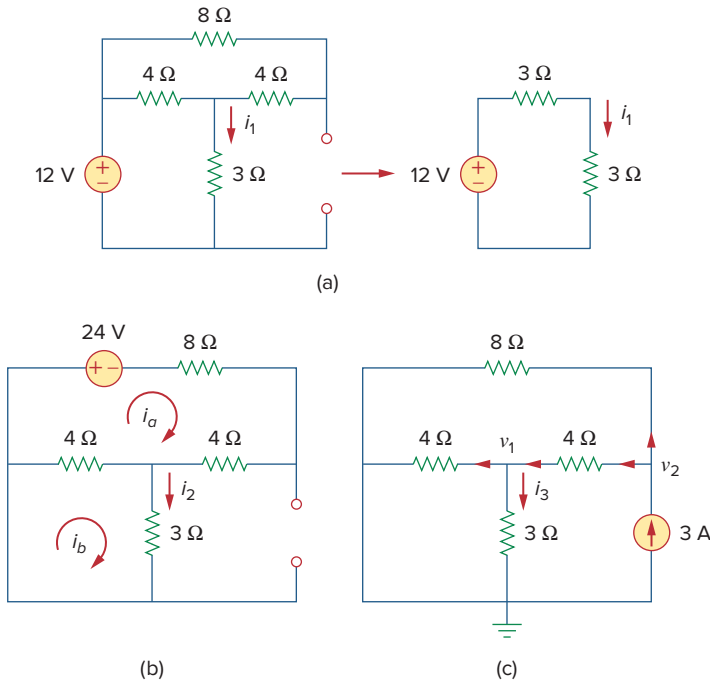 8 Ω
4 Ω 4 Ω 3 Ω
i₁ i₁
12 V + − 3 Ω 12 V + − 3 Ω
(a)
24 V
+ − 8 Ω 8 Ω
iₐ
4 Ω 4 Ω 4 Ω v₁ 4 Ω
i₂ i₃ v₂
i_b 3 Ω 3 Ω 3 A
(b) (c)